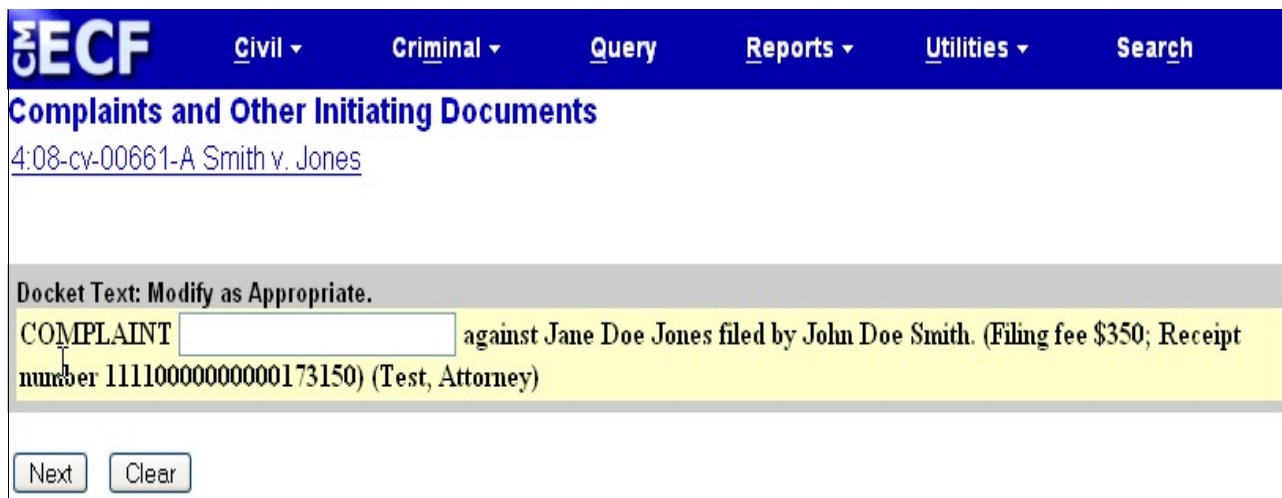 CM ECF Civil Criminal Query Reports Utilities Search
Complaints and Other Initiating Documents
4:08-cv-00661-A Smith v. Jones
Docket Text: Modify as Appropriate.
COMPLAINT against Jane Doe Jones filed by John Doe Smith. (Filing fee $350; Receipt
number 11110000000000173150) (Test, Attorney)
Next Clear